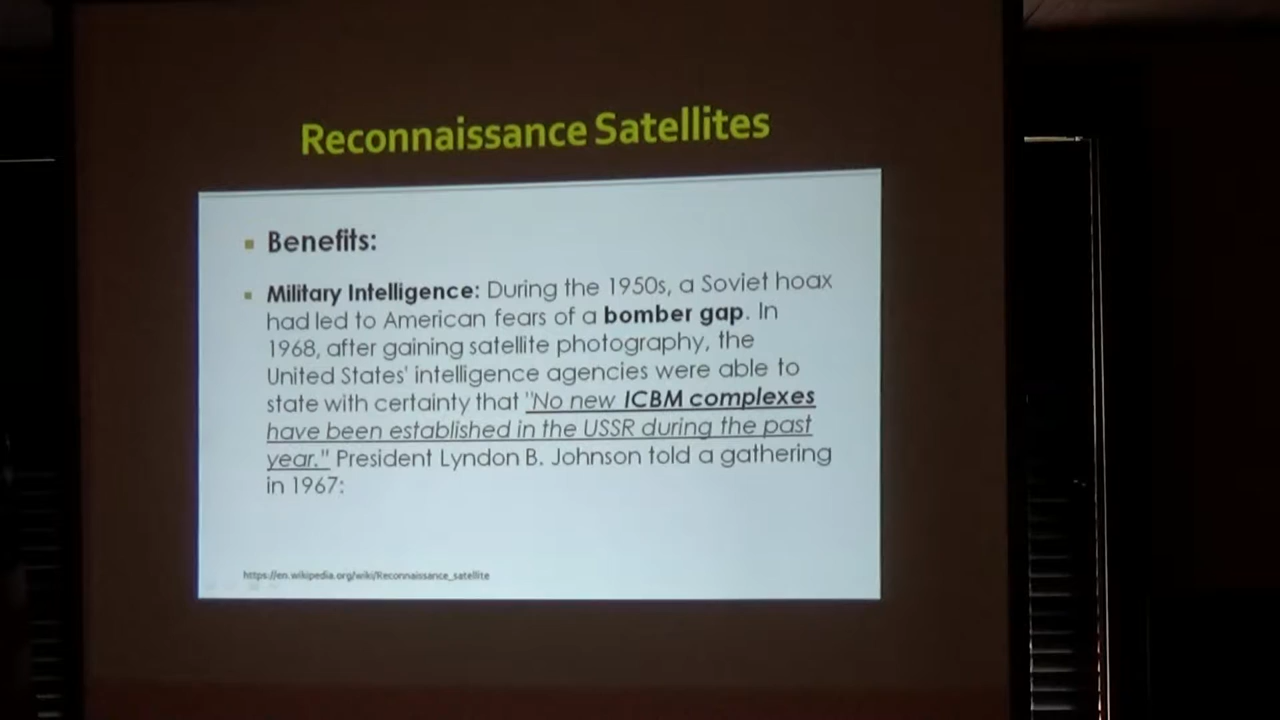 Reconnaissance Satellites
Benefits:
Military Intelligence: During the 1950s, a Soviet hoax
had led to American fears of a bomber gap. In
1968, after gaining satellite photography, the
United States' intelligence agencies were able to
state with certainty that "No new ICBM complexes
have been established in the USSR during the past
year." President Lyndon B. Johnson told a gathering
in 1967:
https://en.wikipedia.org/wiki/Reconnaissance_satellite